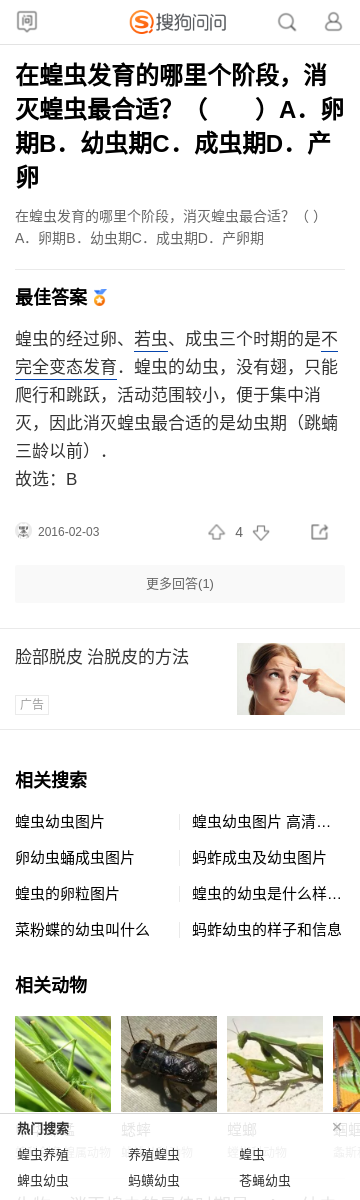 问
搜狗问问
在蝗虫发育的哪里个阶段，消
灭蝗虫最合适？（　　）A．卵
期B．幼虫期C．成虫期D．产
卵
在蝗虫发育的哪里个阶段，消灭蝗虫最合适？（ ）
A．卵期B．幼虫期C．成虫期D．产卵期
最佳答案
蝗虫的经过卵、若虫、成虫三个时期的是不
完全变态发育．蝗虫的幼虫，没有翅，只能
爬行和跳跃，活动范围较小，便于集中消
灭，因此消灭蝗虫最合适的是幼虫期（跳蝻
三龄以前）．
故选：B
2016-02-03
4
更多回答(1)
脸部脱皮 治脱皮的方法
广告
相关搜索
蝗虫幼虫图片
蝗虫幼虫图片 高清…
卵幼虫蛹成虫图片
蚂蚱成虫及幼虫图片
蝗虫的卵粒图片
蝗虫的幼虫是什么样…
菜粉蝶的幼虫叫什么
蚂蚱幼虫的样子和信息
相关动物
蟋蟀
螳螂
热门搜索
×
蝗虫养殖
养殖蝗虫
蝗虫
蜱虫幼虫
蚂蟥幼虫
苍蝇幼虫